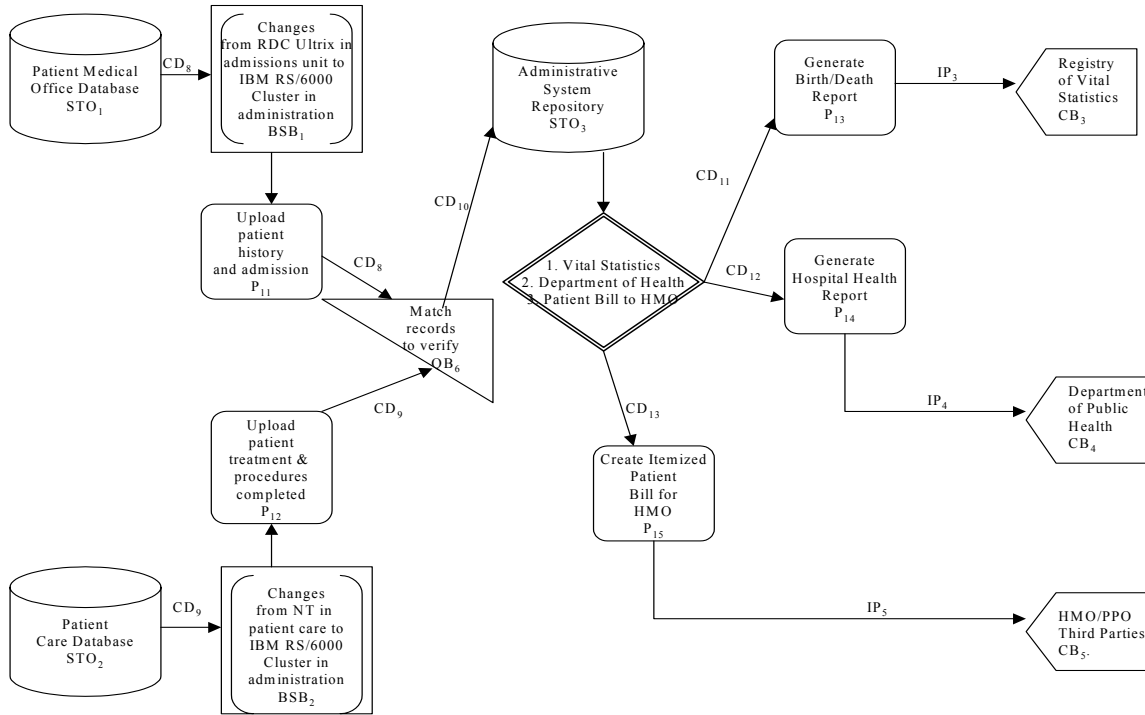 Patient Medical
Office Database
STO1
CD8
Changes
from RDC Ultrix in
admissions unit to
IBM RS/6000
Cluster in
administration
BSB1
Upload
patient
history
and admission
P11
CD8
Match
records
to verify
OB6
CD9
Upload
patient
treatment &
procedures
completed
P12
Patient
Care Database
STO2
CD9
Changes
from NT in
patient care to
IBM RS/6000
Cluster in
administration
BSB2
CD10
Administrative
System
Repository
STO3
1. Vital Statistics
2. Department of Health
3. Patient Bill to HMO
CD11
Generate
Birth/Death
Report
P13
IP3
Registry
of Vital
Statistics
CB3
CD12
Generate
Hospital Health
Report
P14
IP4
Department
of Public
Health
CB4
CD13
Create Itemized
Patient
Bill for
HMO
P15
IP5
HMO/PPO
Third Parties
CB5.